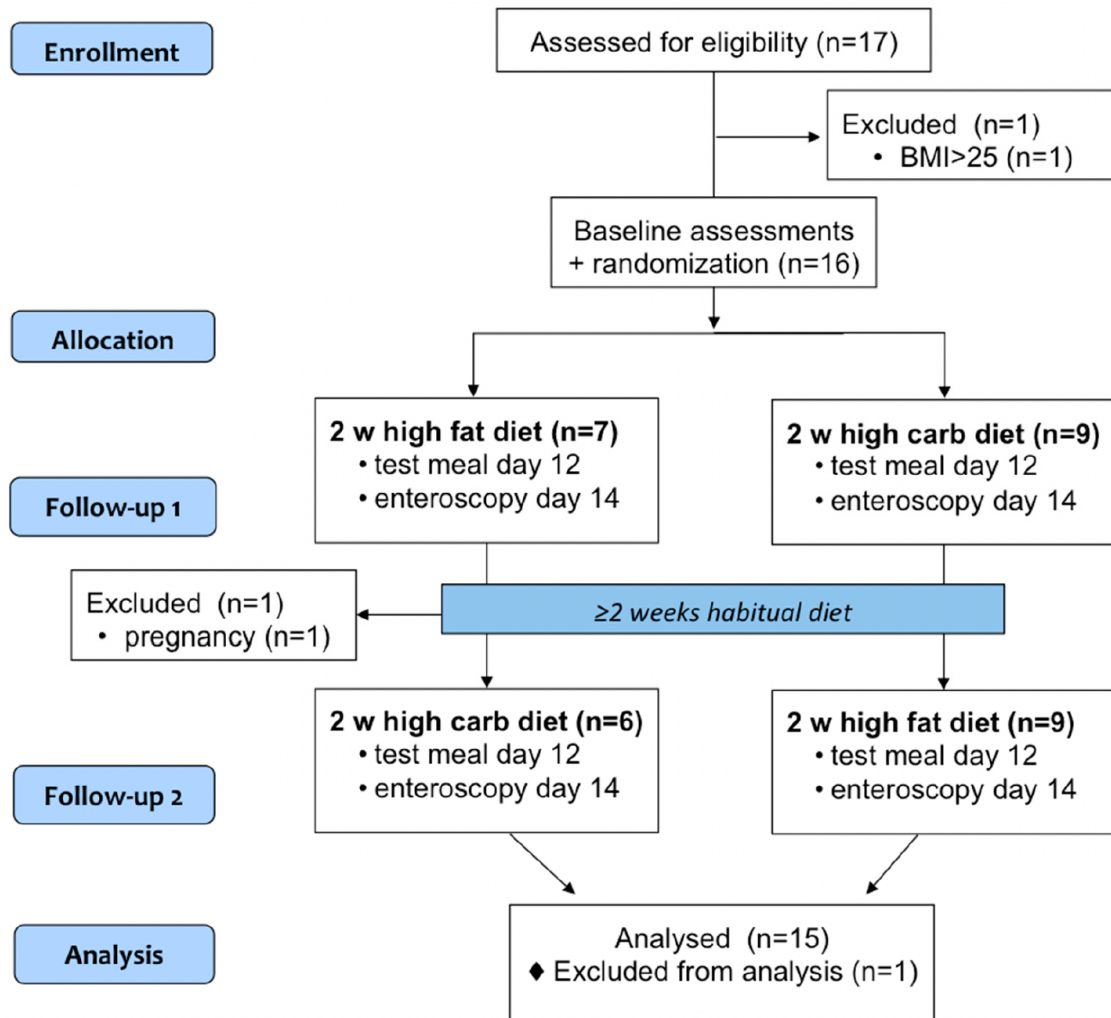 Enrollment
Assessed for eligibility (n=17)
Excluded (n=1)
• BMI>25 (n=1)
Baseline assessments
+ randomization (n=16)
Allocation
2 w high fat diet (n=7)
• test meal day 12
• enteroscopy day 14
2 w high carb diet (n=9)
• test meal day 12
• enteroscopy day 14
Follow-up 1
Excluded (n=1)
• pregnancy (n=1)
≥2 weeks habitual diet
2 w high carb diet (n=6)
• test meal day 12
• enteroscopy day 14
2 w high fat diet (n=9)
• test meal day 12
• enteroscopy day 14
Follow-up 2
Analysis
Analysed (n=15)
♦ Excluded from analysis (n=1)